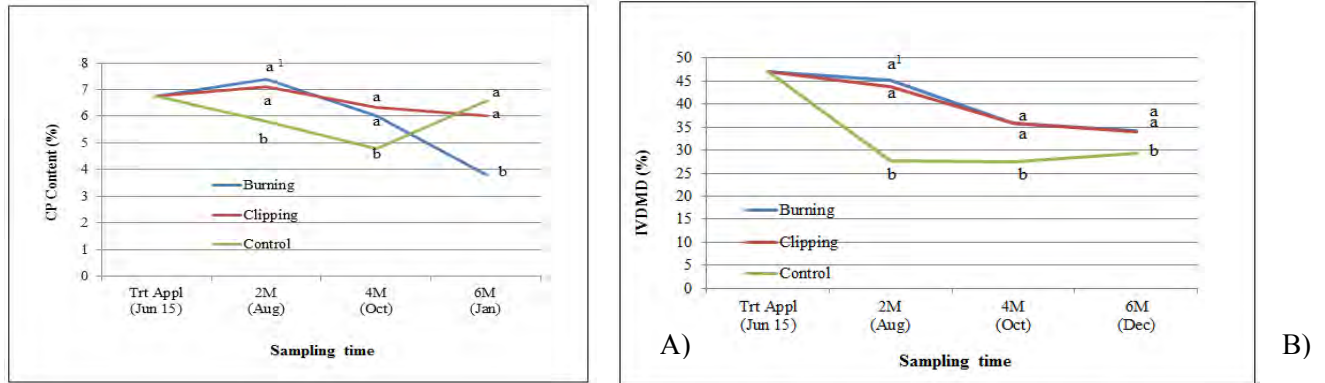 8
7
6
5
4
3
2
1
0
CP Content (%)
a 1
a
b
a
a
b
a
a
b
Burning
Clipping
Control
Trt Appl 2M 4M 6M
(Jun 15) (Aug) (Oct) (Jan)
Sampling time
A)
50
45
40
35
30
25
20
15
10
5
0
IVDMD (%)
a1
a
b
a
a
b
a
a
b
Burning
Clipping
Control
Trt Appl 2M 4M 6M
(Jun 15) (Aug) (Oct) (Dec)
Sampling time
B)